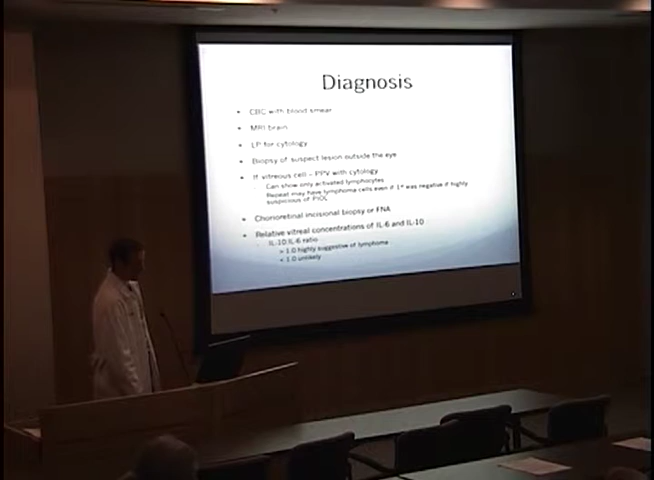 Diagnosis
CBC with blood smear
MRI brain
LP for cytology
Biopsy of suspect lesion outside the eye
If vitreous cell – PPV with cytology
Can show only activated lymphocytes
Repeat may have lymphoma cells even if 1° was negative if highly
suspicious of PIOL
Chorioretinal incisional biopsy or FNA
Relative vitreal concentrations of IL-6 and IL-10
IL-10:IL-6 ratio
> 1.0 highly suggestive of lymphoma
< 1.0 unlikely